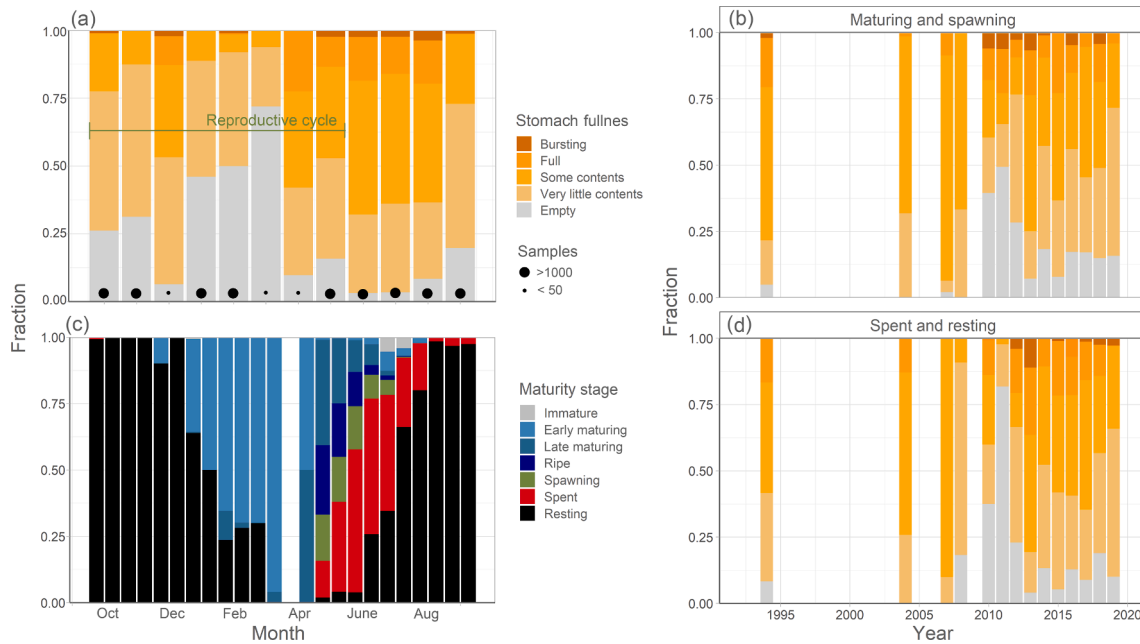 (a)
1.00
0.75
0.50
0.25
0.00
Fraction
Reproductive cycle
Stomach fullnes
Bursting
Full
Some contents
Very little contents
Empty
Samples
>1000
< 50
(b)
Maturing and spawning
1.00
0.75
0.50
0.25
0.00
Fraction
(c)
1.00
0.75
0.50
0.25
0.00
Oct
Dec
Feb
Apr
June
Aug
Month
Maturity stage
Immature
Early maturing
Late maturing
Ripe
Spawning
Spent
Resting
(d)
Spent and resting
1.00
0.75
0.50
0.25
0.00
1995
2000
2005
2010
2015
2020
Year